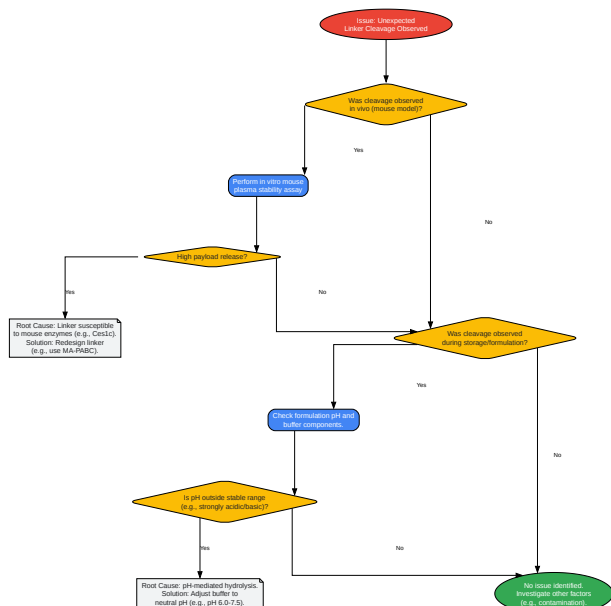 Issue: Unexpected
Linker Cleavage Observed
Was cleavage observed
in vivo (mouse model)?
Yes
Perform in vitro mouse
plasma stability assay
No
High payload release?
Yes
No
Root Cause: Linker susceptible
to mouse enzymes (e.g., Ces1c).
Solution: Redesign linker
(e.g., use MA-PABC).
Was cleavage observed
during storage/formulation?
Yes
Check formulation pH and
buffer components.
No
Is pH outside stable range
(e.g., strongly acidic/basic)?
Yes
No
Root Cause: pH-mediated hydrolysis.
Solution: Adjust buffer to
neutral pH (e.g., pH 6.0-7.5).
No issue identified.
Investigate other factors
(e.g., contamination).